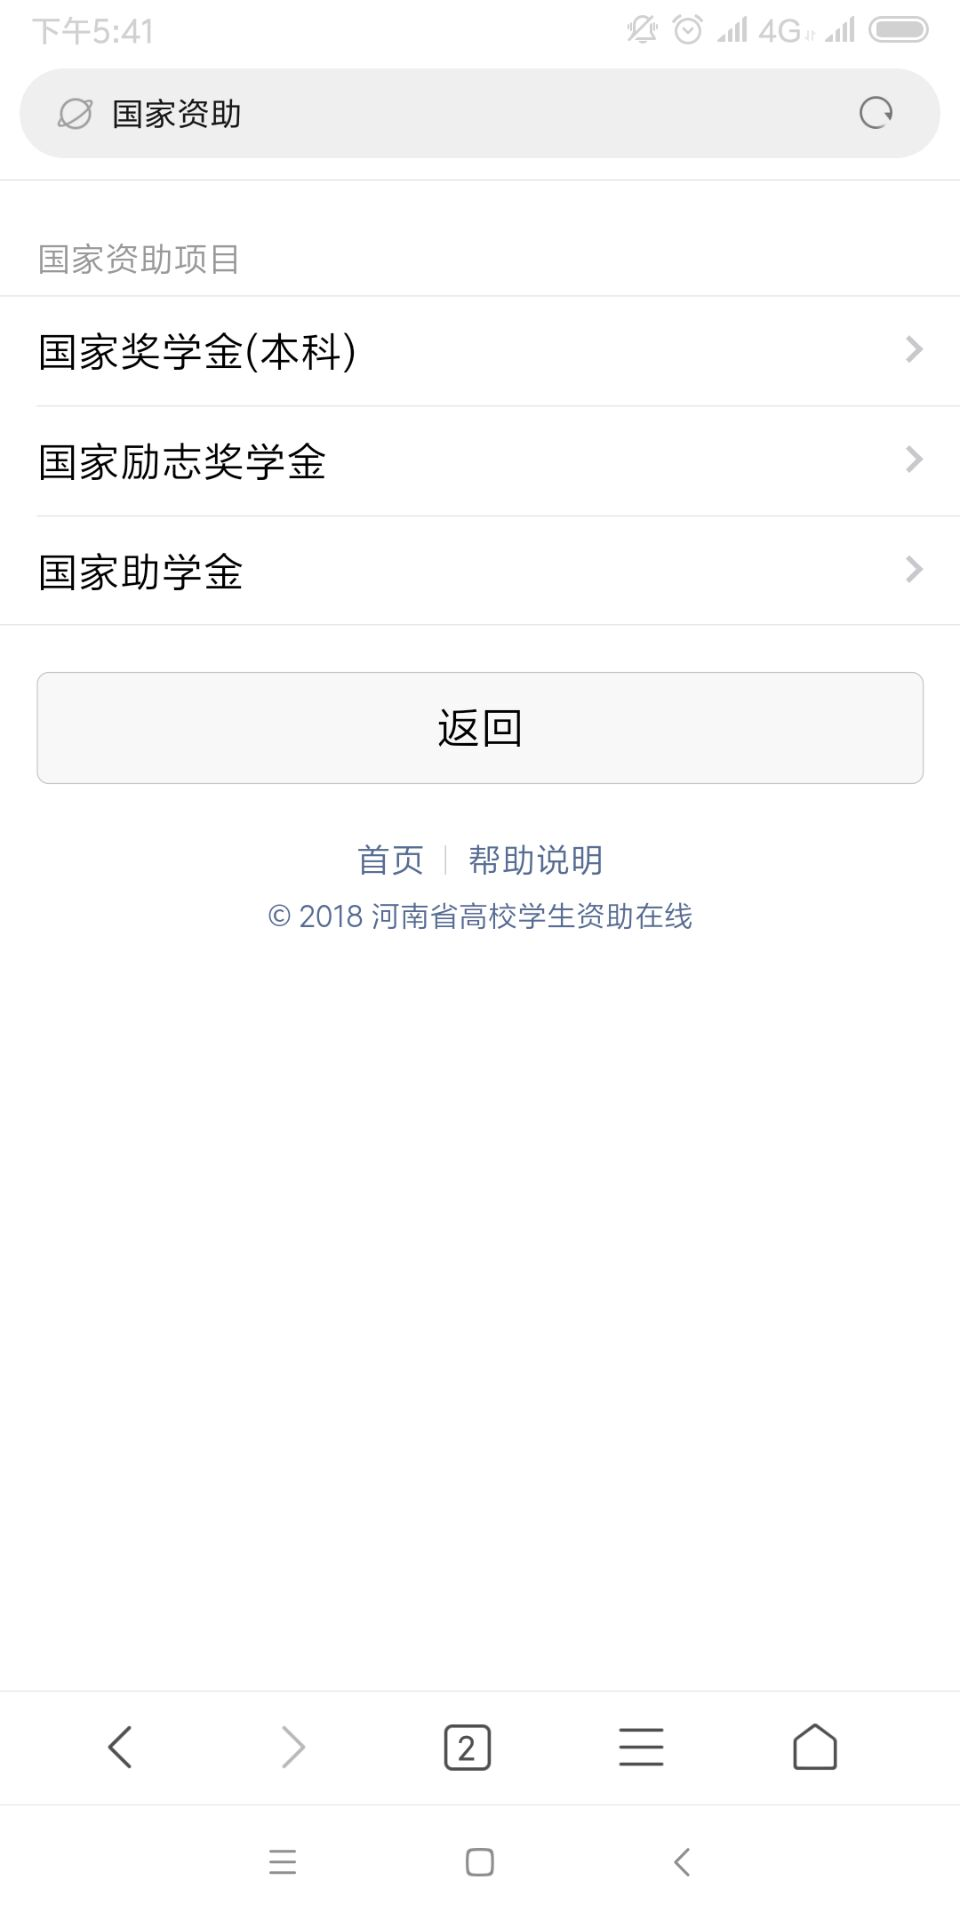 下午5:41
4G
国家资助
国家资助项目
国家奖学金(本科)
国家励志奖学金
国家助学金
返回
首页 | 帮助说明
© 2018 河南省高校学生资助在线
2